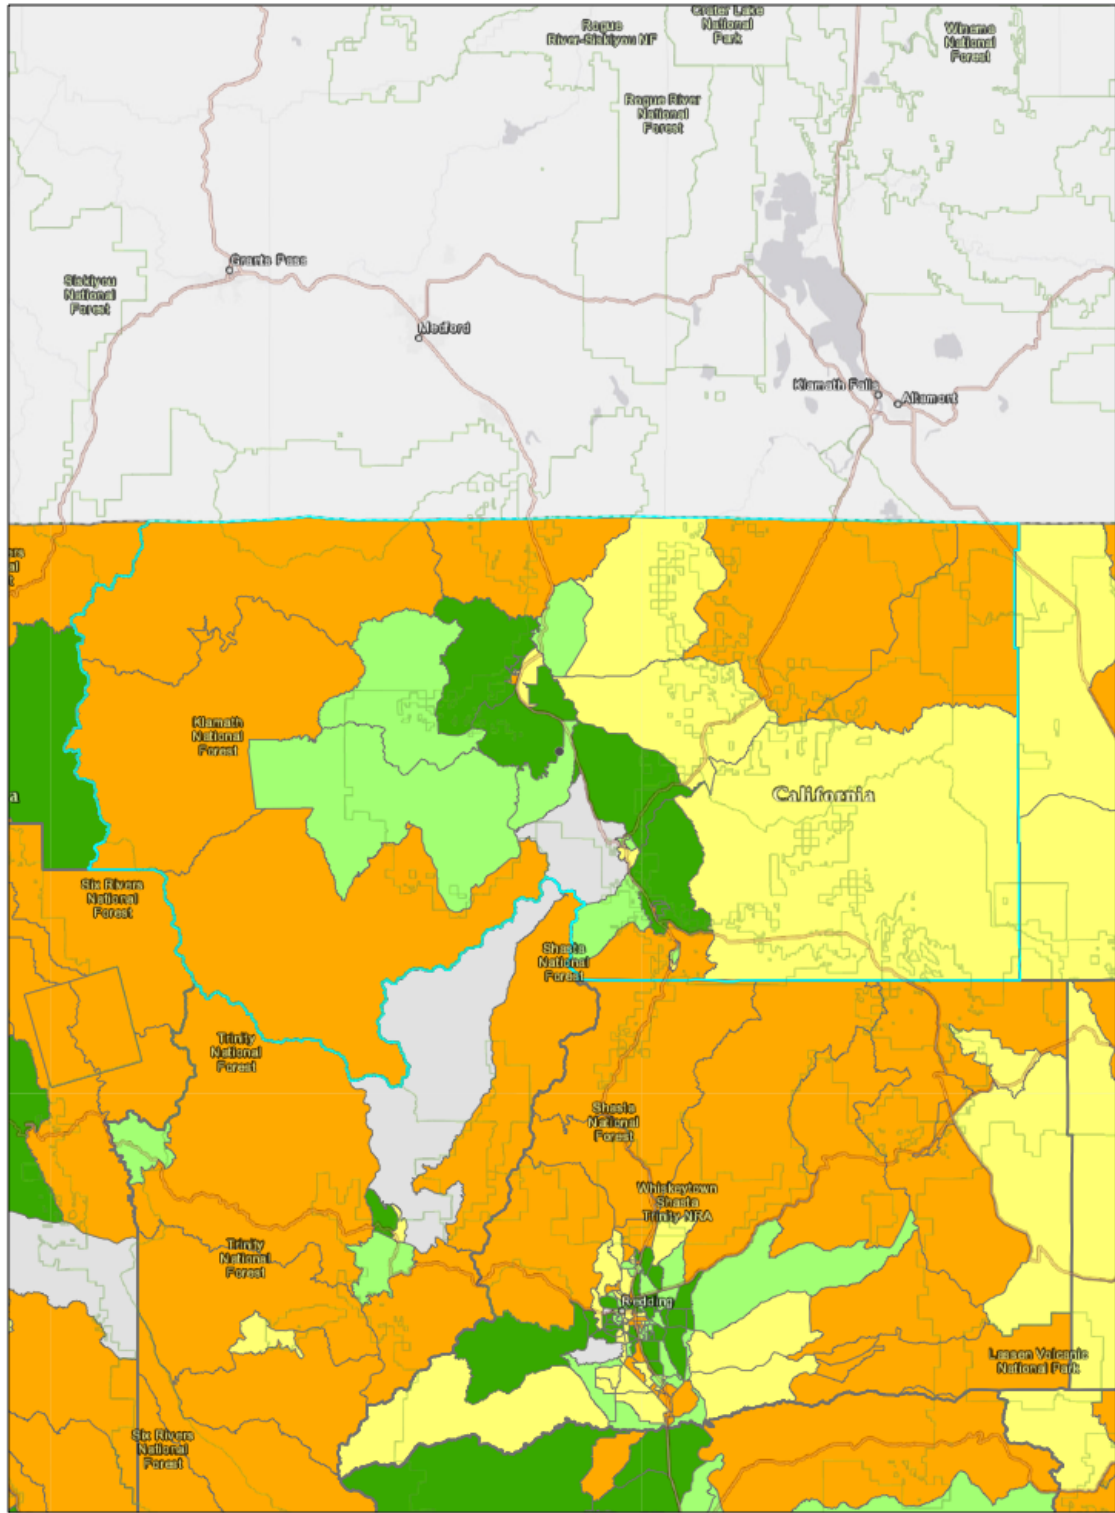 Rogue
River-Siskiyou NF
Crater Lake
National
Park
Winema
National
Forest
Rogue River
National
Forest
Grants Pass
Siskiyou
National
Forest
Medford
Klamath Falls
Altamont
Klamath
National
Forest
California
Six Rivers
National
Forest
Shasta
National
Forest
Trinity
National
Forest
Shasta
National
Forest
Whiskeytown
Shasta
Trinity NRA
Trinity
National
Forest
Redding
Lassen Volcanic
National Park
Six Rivers
National
Forest